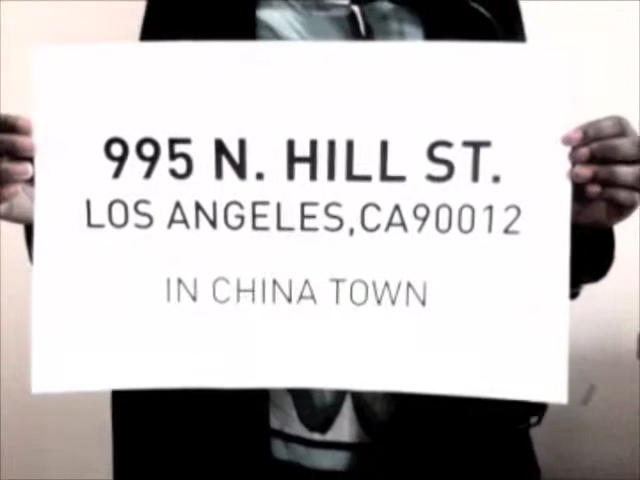 995 N. HILL ST.
LOS ANGELES,CA90012
IN CHINA TOWN